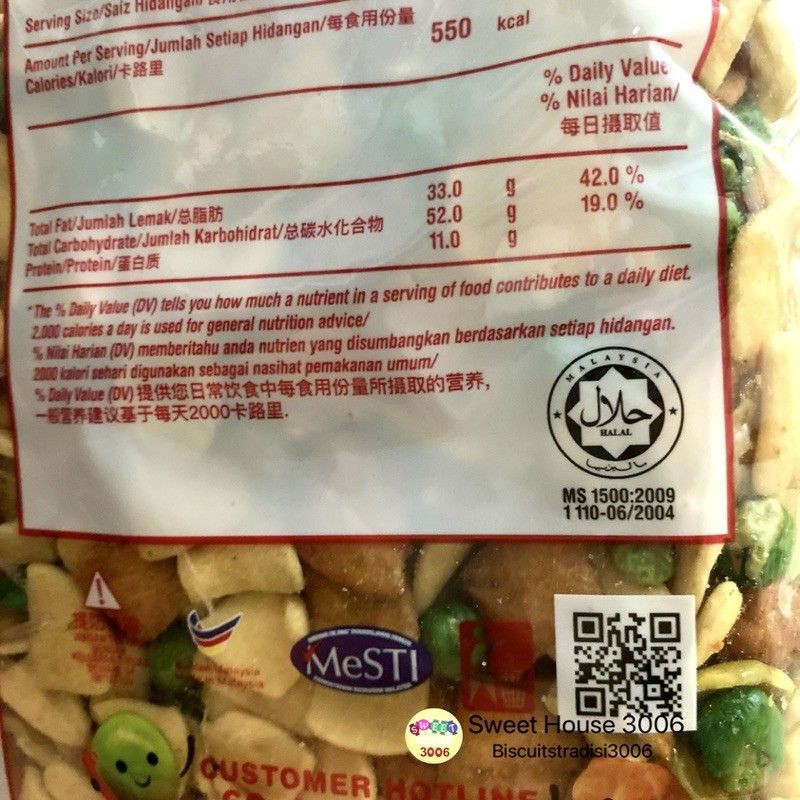 Serving Size/Saiz Hidangan/
Amount Per Serving/Jumlah Setiap Hidangan/每食用份量
Calories/Kalori/卡路里
550 kcal
% Daily Value
% Nilai Harian/
每日摄取值
Total Fat/Jumlah Lemak/总脂肪 33.0 g 42.0 %
Total Carbohydrate/Jumlah Karbohidrat/总碳水化合物 52.0 g 19.0 %
Protein/Protein/蛋白质 11.0 g
*The % Daily Value (DV) tells you how much a nutrient in a serving of food contributes to a daily diet.
2,000 calories a day is used for general nutrition advice/
% Nilai Harian (DV) memberitahu anda nutrien yang disumbangkan berdasarkan setiap hidangan.
2000 kalori sehari digunakan sebagai nasihat pemakanan umum/
% Daily Value (DV) 提供您日常饮食中每食用份量所摄取的营养，
一般营养建议基于每天2000卡路里.
MALAYSIA
حلال
HALAL
مليسيا
MS 1500:2009
1 110-06/2004
MeSTI
SWEET
3006
Sweet House 3006
Biscuitstradisi3006
CUSTOMER HOTLINE